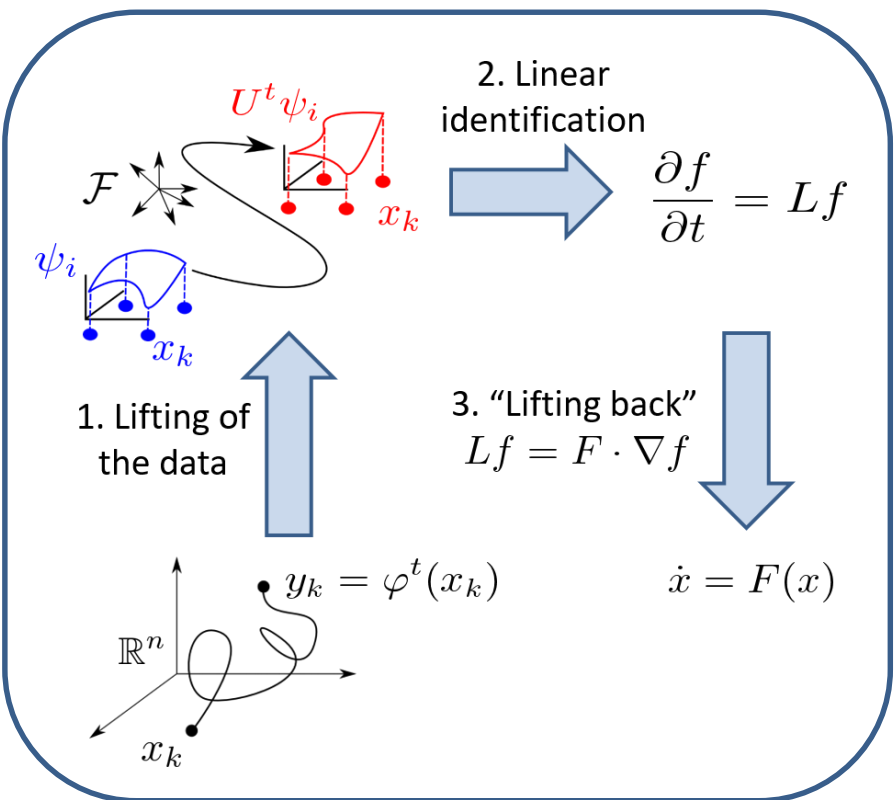 2. Linear
identification
U^t ψ_i
x_k
F
ψ_i
x_k
∂f/∂t = Lf
1. Lifting of
the data
3. “Lifting back”
Lf = F · ∇f
y_k = φ^t(x_k)
ẋ = F(x)
ℝ^n
x_k